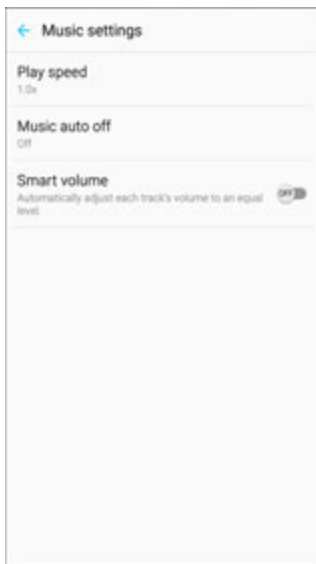 Music settings
Play speed
1.0x
Music auto off
Off
Smart volume
Automatically adjust each track's volume to an equal
level.
OFF